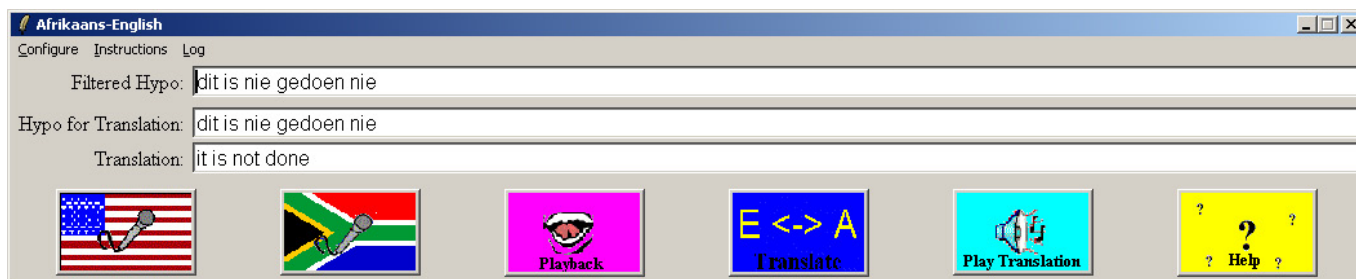 Afrikaans-English
Configure Instructions Log
Filtered Hypo: dit is nie gedoen nie
Hypo for Translation: dit is nie gedoen nie
Translation: it is not done
Playback
E <-> A
Translate
Play Translation
? ? ? ? ?
Help